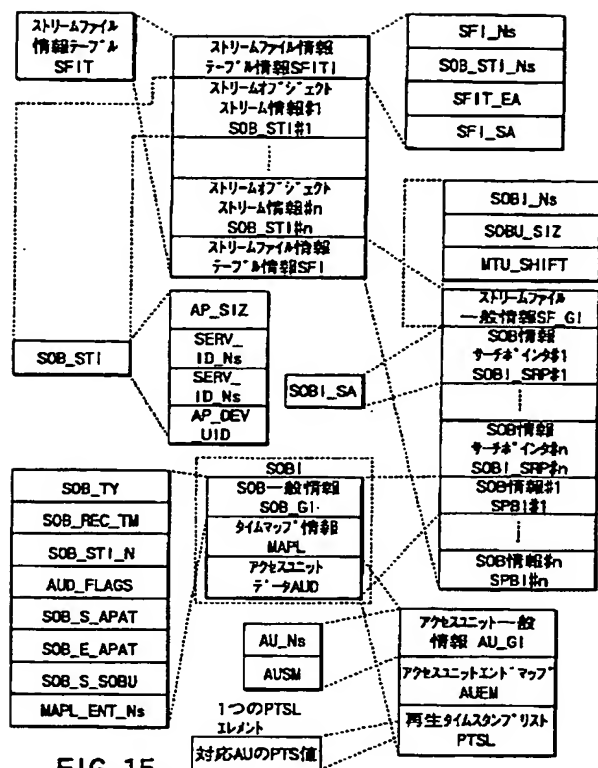 ストリームファイル
情報テーブル
SFIT
ストリームファイル情報
テーブル情報SFITI
ストリームオブジェクト
ストリーム情報#1
SOB_STI#1
ストリームオブジェクト
ストリーム情報#n
SOB_STI#n
ストリームファイル情報
テーブル情報SFI
SFI_Ns
SOB_STI_Ns
SFIT_EA
SFI_SA
SOBI_Ns
SOBU_SIZ
MTU_SHIFT
ストリームファイル
一般情報SF_GI
SOB情報
サーチポインタ#1
SOBI_SRP#1
SOB情報
サーチポインタ#n
SOBI_SRP#n
SOB情報#1
SPBI#1
SOB情報#n
SPBI#n
SOB_STI
AP_SIZ
SERV_
ID_Ns
SERV_
ID_Ns
AP_DEV
_UID
SOBI_SA
SOB_TY
SOB_REC_TM
SOB_STI_N
AUD_FLAGS
SOB_S_APAT
SOB_E_APAT
SOB_S_SOBU
MAPL_ENT_Ns
SOBI
SOB一般情報
SOB_GI
タイムマップ情報
MAPL
アクセスユニット
データAUD
AU_Ns
AUSM
アクセスユニット一般
情報 AU_GI
アクセスユニットエンドマップ
AUEM
再生タイムスタンプリスト
PTSL
1つのPTSL
エレメント
対応AUのPTS値
FIG. 15